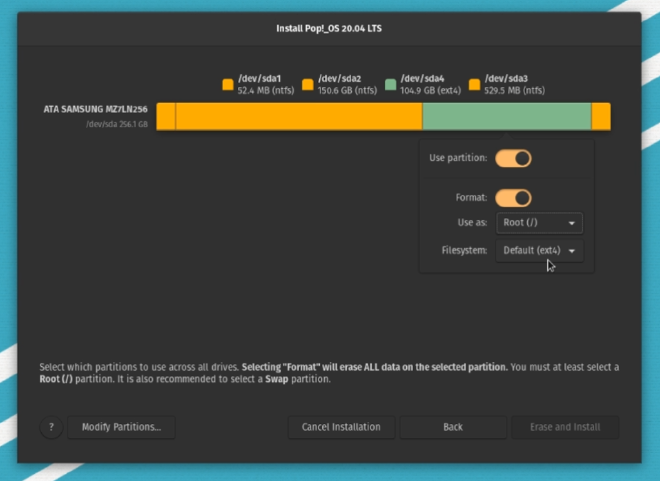 Install Pop!_OS 20.04 LTS
/dev/sda1 /dev/sda2 /dev/sda4 /dev/sda3
52.4 MB (ntfs) 150.6 GB (ntfs) 104.9 GB (ext4) 529.5 MB (ntfs)
ATA SAMSUNG MZ7LN256
/dev/sda 256.1 GB
Use partition:
Format:
Use as: Root (/)
Filesystem: Default (ext4)
Select which partitions to use across all drives. Selecting "Format" will erase ALL data on the selected partition. You must at least select a
Root (/) partition. It is also recommended to select a Swap partition.
? Modify Partitions... Cancel Installation Back Erase and Install